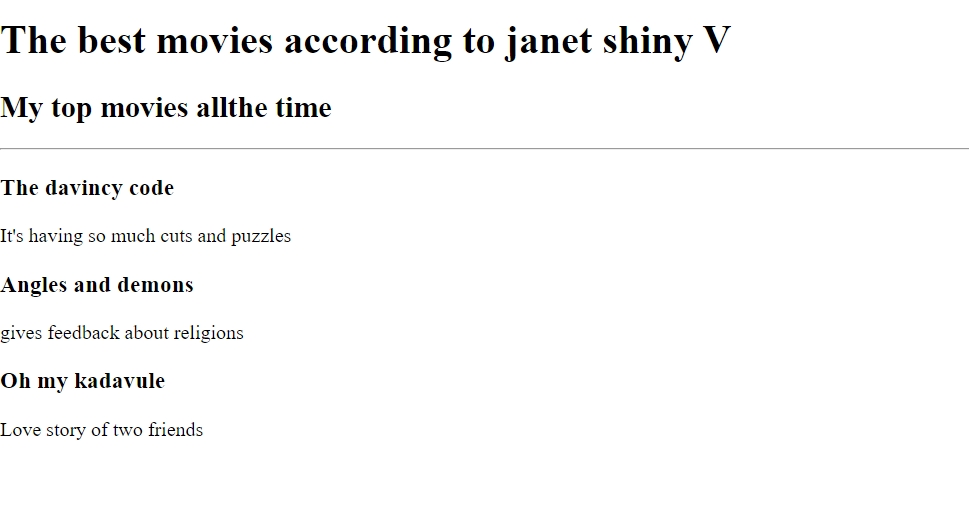 The best movies according to janet shiny V
My top movies allthe time
The davincy code
It's having so much cuts and puzzles
Angles and demons
gives feedback about religions
Oh my kadavule
Love story of two friends